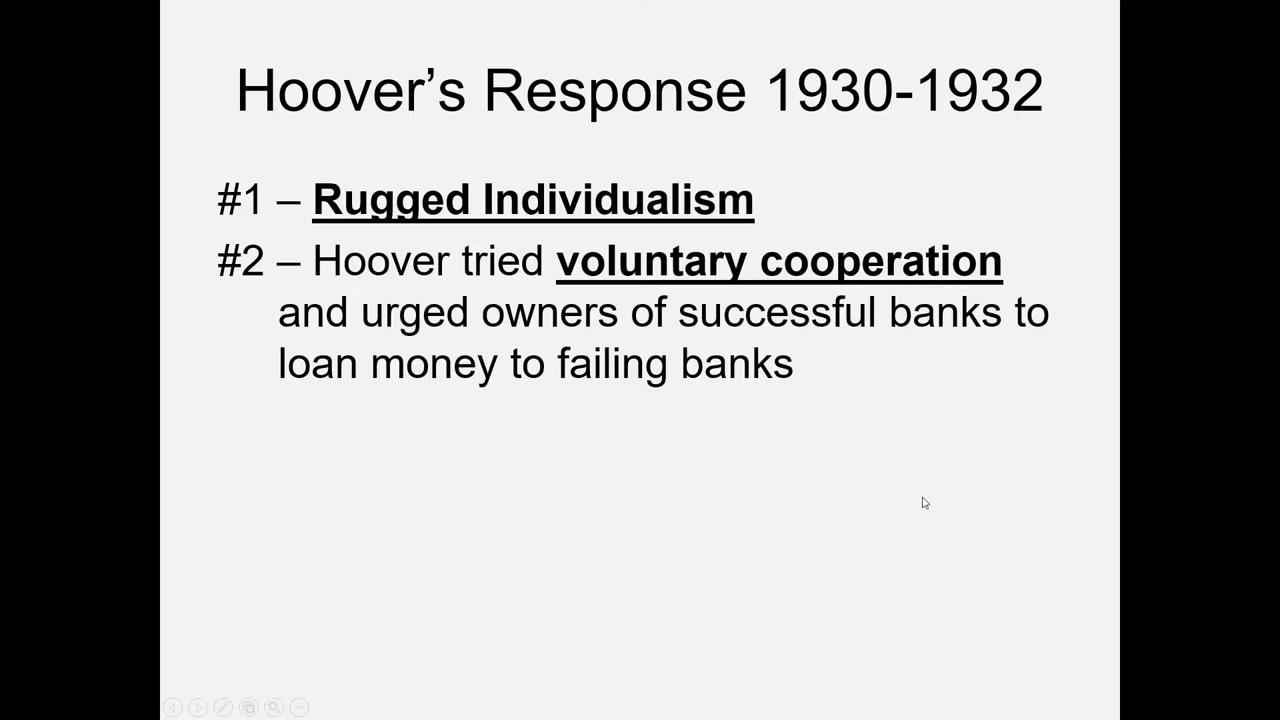 Hoover’s Response 1930-1932
#1 – Rugged Individualism
#2 – Hoover tried voluntary cooperation
and urged owners of successful banks to
loan money to failing banks